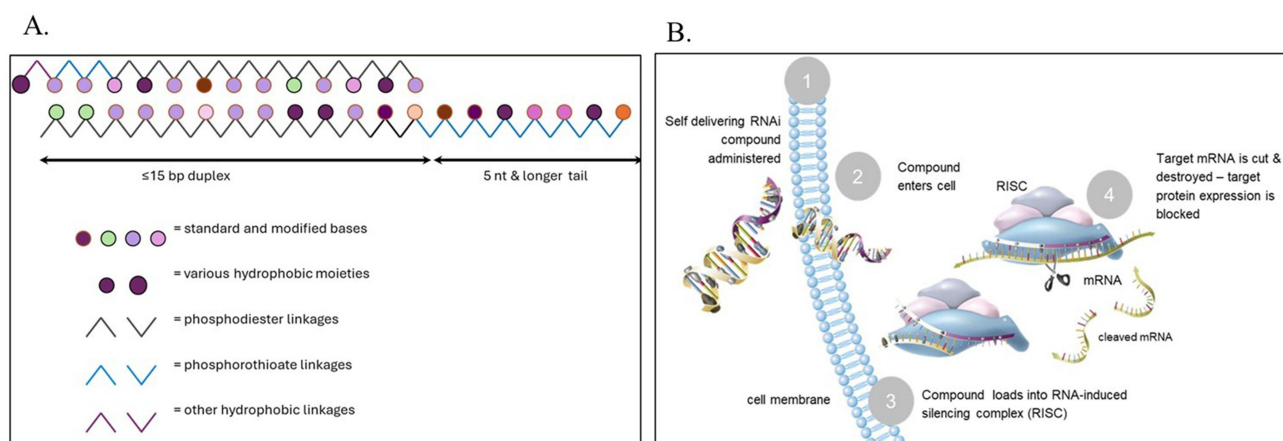 A.
≤15 bp duplex
5 nt & longer tail
= standard and modified bases
= various hydrophobic moieties
= phosphodiester linkages
= phosphorothioate linkages
= other hydrophobic linkages
B.
1
Self delivering RNAi
compound
administered
2
Compound
enters cell
RISC
4
Target mRNA is cut &
destroyed – target
protein expression is
blocked
mRNA
cleaved mRNA
cell membrane
3
Compound loads into RNA-induced
silencing complex (RISC)